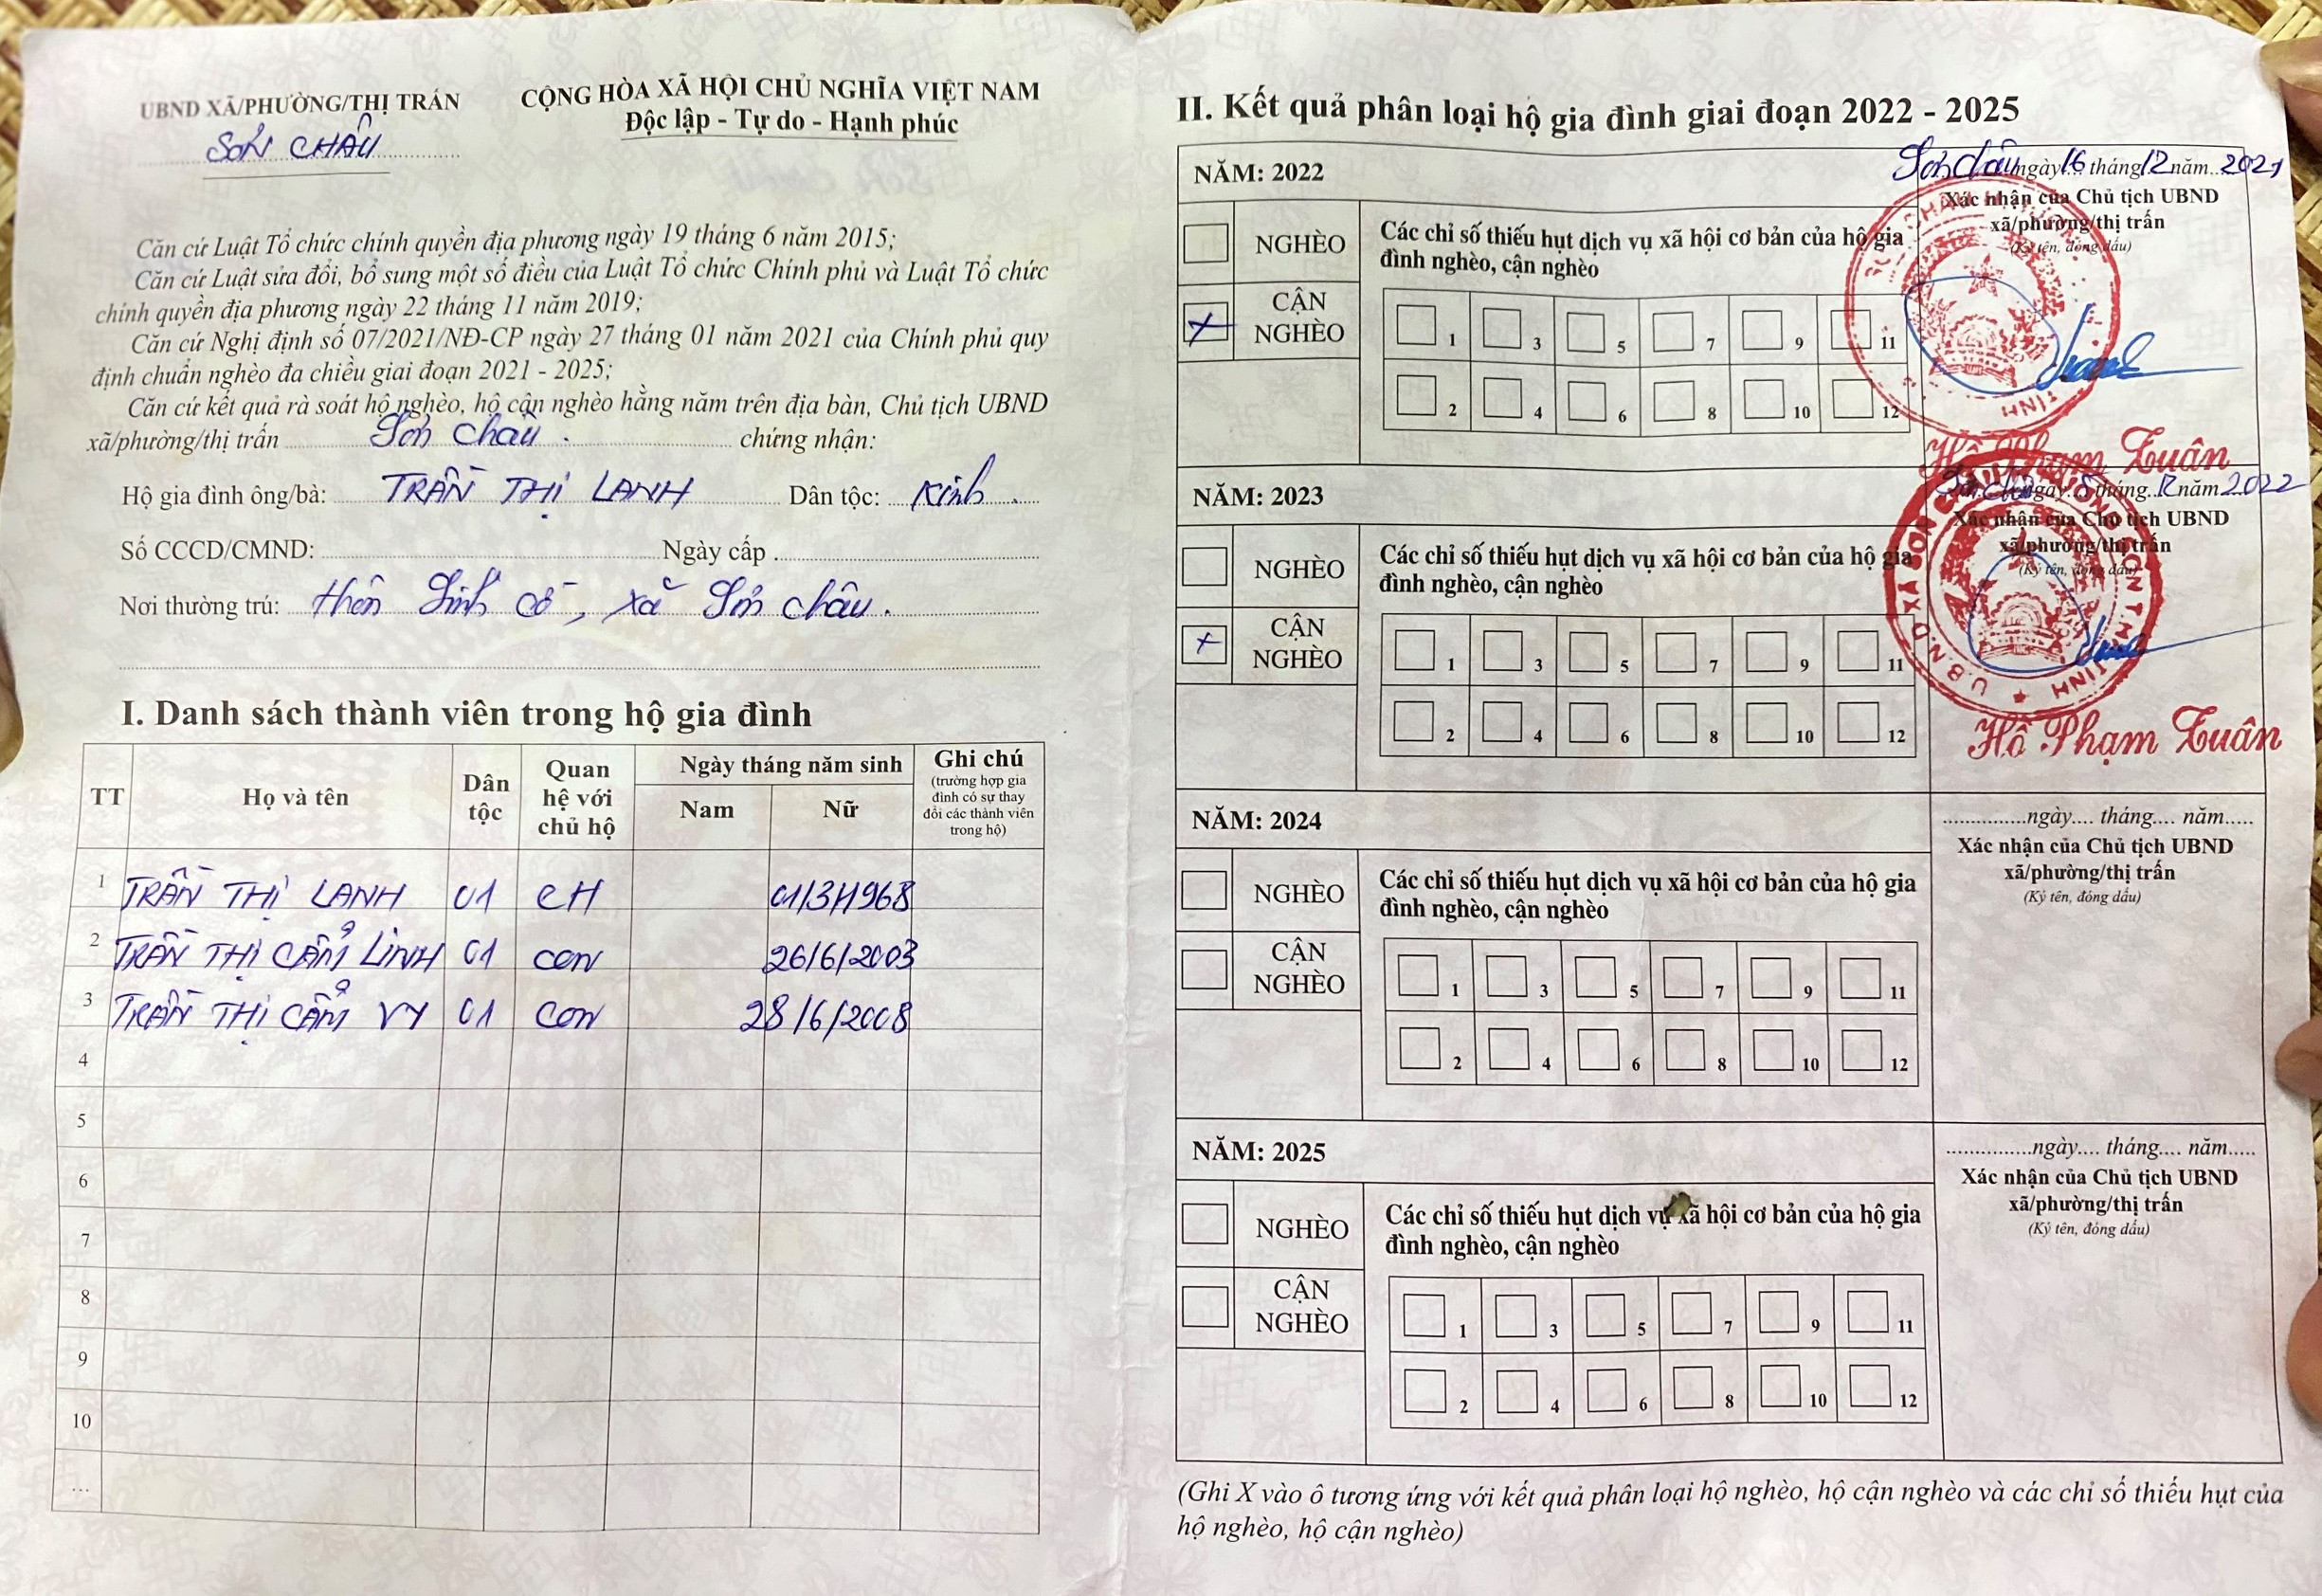 UBND XÃ/PHƯỜNG/THỊ TRẤN
SƠN CHÂU
CỘNG HÒA XÃ HỘI CHỦ NGHĨA VIỆT NAM
Độc lập - Tự do - Hạnh phúc
Căn cứ Luật Tổ chức chính quyền địa phương ngày 19 tháng 6 năm 2015;
Căn cứ Luật sửa đổi, bổ sung một số điều của Luật Tổ chức Chính phủ và Luật Tổ chức
chính quyền địa phương ngày 22 tháng 11 năm 2019;
Căn cứ Nghị định số 07/2021/NĐ-CP ngày 27 tháng 01 năm 2021 của Chính phủ quy
định chuẩn nghèo đa chiều giai đoạn 2021 - 2025;
Căn cứ kết quả rà soát hộ nghèo, hộ cận nghèo hằng năm trên địa bàn, Chủ tịch UBND
xã/phường/thị trấn Sơn Châu. chứng nhận:
Hộ gia đình ông/bà: TRẦN THỊ LANH Dân tộc: Kinh.
Số CCCD/CMND: Ngày cấp
Nơi thường trú: thôn cồ, xã Sơn Châu.
I. Danh sách thành viên trong hộ gia đình
TT Họ và tên Dân tộc Quan hệ với chủ hộ Ngày tháng năm sinh Nam Nữ Ghi chú (trường hợp gia đình có sự thay đổi các thành viên trong hộ)
1 TRẦN THỊ LANH 01 CH 01/3/1968
2 TRẦN THỊ CẨM LINH 01 CON 26/6/2003
3 TRẦN THỊ CẨM VY 01 CON 28/6/2008
4
5
6
7
8
9
10
...
II. Kết quả phân loại hộ gia đình giai đoạn 2022 - 2025
NĂM: 2022
Sơn Châu ngày 16 tháng 12 năm 2021
Xác nhận của Chủ tịch UBND
xã/phường/thị trấn
(Ký tên, đóng dấu)
NGHÈO
X CẬN NGHÈO
Các chỉ số thiếu hụt dịch vụ xã hội cơ bản của hộ gia
đình nghèo, cận nghèo
1 3 5 7 9 11
2 4 6 8 10 12
Hồ Phạm Tuân
NĂM: 2023
ngày tháng 12 năm 2022
Xác nhận của Chủ tịch UBND
xã/phường/thị trấn
(Ký tên, đóng dấu)
NGHÈO
X CẬN NGHÈO
Các chỉ số thiếu hụt dịch vụ xã hội cơ bản của hộ gia
đình nghèo, cận nghèo
1 3 5 7 9 11
2 4 6 8 10 12
U.B.N.D XÃ SƠN
Hồ Phạm Tuân
NĂM: 2024
...............ngày.... tháng.... năm.....
Xác nhận của Chủ tịch UBND
xã/phường/thị trấn
(Ký tên, đóng dấu)
NGHÈO
CẬN NGHÈO
Các chỉ số thiếu hụt dịch vụ xã hội cơ bản của hộ gia
đình nghèo, cận nghèo
1 3 5 7 9 11
2 4 6 8 10 12
NĂM: 2025
...............ngày.... tháng.... năm.....
Xác nhận của Chủ tịch UBND
xã/phường/thị trấn
(Ký tên, đóng dấu)
NGHÈO
CẬN NGHÈO
Các chỉ số thiếu hụt dịch vụ xã hội cơ bản của hộ gia
đình nghèo, cận nghèo
1 3 5 7 9 11
2 4 6 8 10 12
(Ghi X vào ô tương ứng với kết quả phân loại hộ nghèo, hộ cận nghèo và các chỉ số thiếu hụt của
hộ nghèo, hộ cận nghèo)